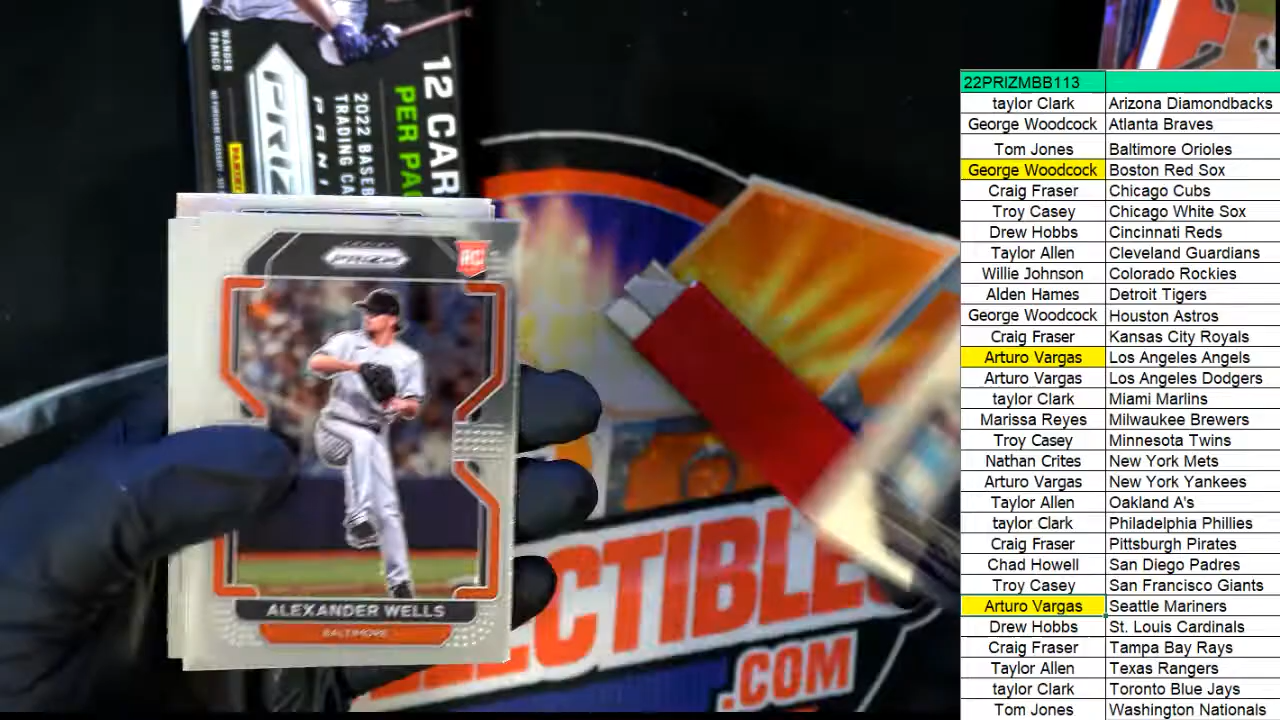 WANDER
FRANCO
PRIZ
PANI
2022 BASEB
TRADING CA
12 CAR
PER PAC
PRIZM
RC
ALEXANDER WELLS
BALTIMORE
LECTIBLE
.COM
22PRIZMBB113
taylor Clark Arizona Diamondbacks
George Woodcock Atlanta Braves
Tom Jones Baltimore Orioles
George Woodcock Boston Red Sox
Craig Fraser Chicago Cubs
Troy Casey Chicago White Sox
Drew Hobbs Cincinnati Reds
Taylor Allen Cleveland Guardians
Willie Johnson Colorado Rockies
Alden Hames Detroit Tigers
George Woodcock Houston Astros
Craig Fraser Kansas City Royals
Arturo Vargas Los Angeles Angels
Arturo Vargas Los Angeles Dodgers
taylor Clark Miami Marlins
Marissa Reyes Milwaukee Brewers
Troy Casey Minnesota Twins
Nathan Crites New York Mets
Arturo Vargas New York Yankees
Taylor Allen Oakland A's
taylor Clark Philadelphia Phillies
Craig Fraser Pittsburgh Pirates
Chad Howell San Diego Padres
Troy Casey San Francisco Giants
Arturo Vargas Seattle Mariners
Drew Hobbs St. Louis Cardinals
Craig Fraser Tampa Bay Rays
Taylor Allen Texas Rangers
taylor Clark Toronto Blue Jays
Tom Jones Washington Nationals